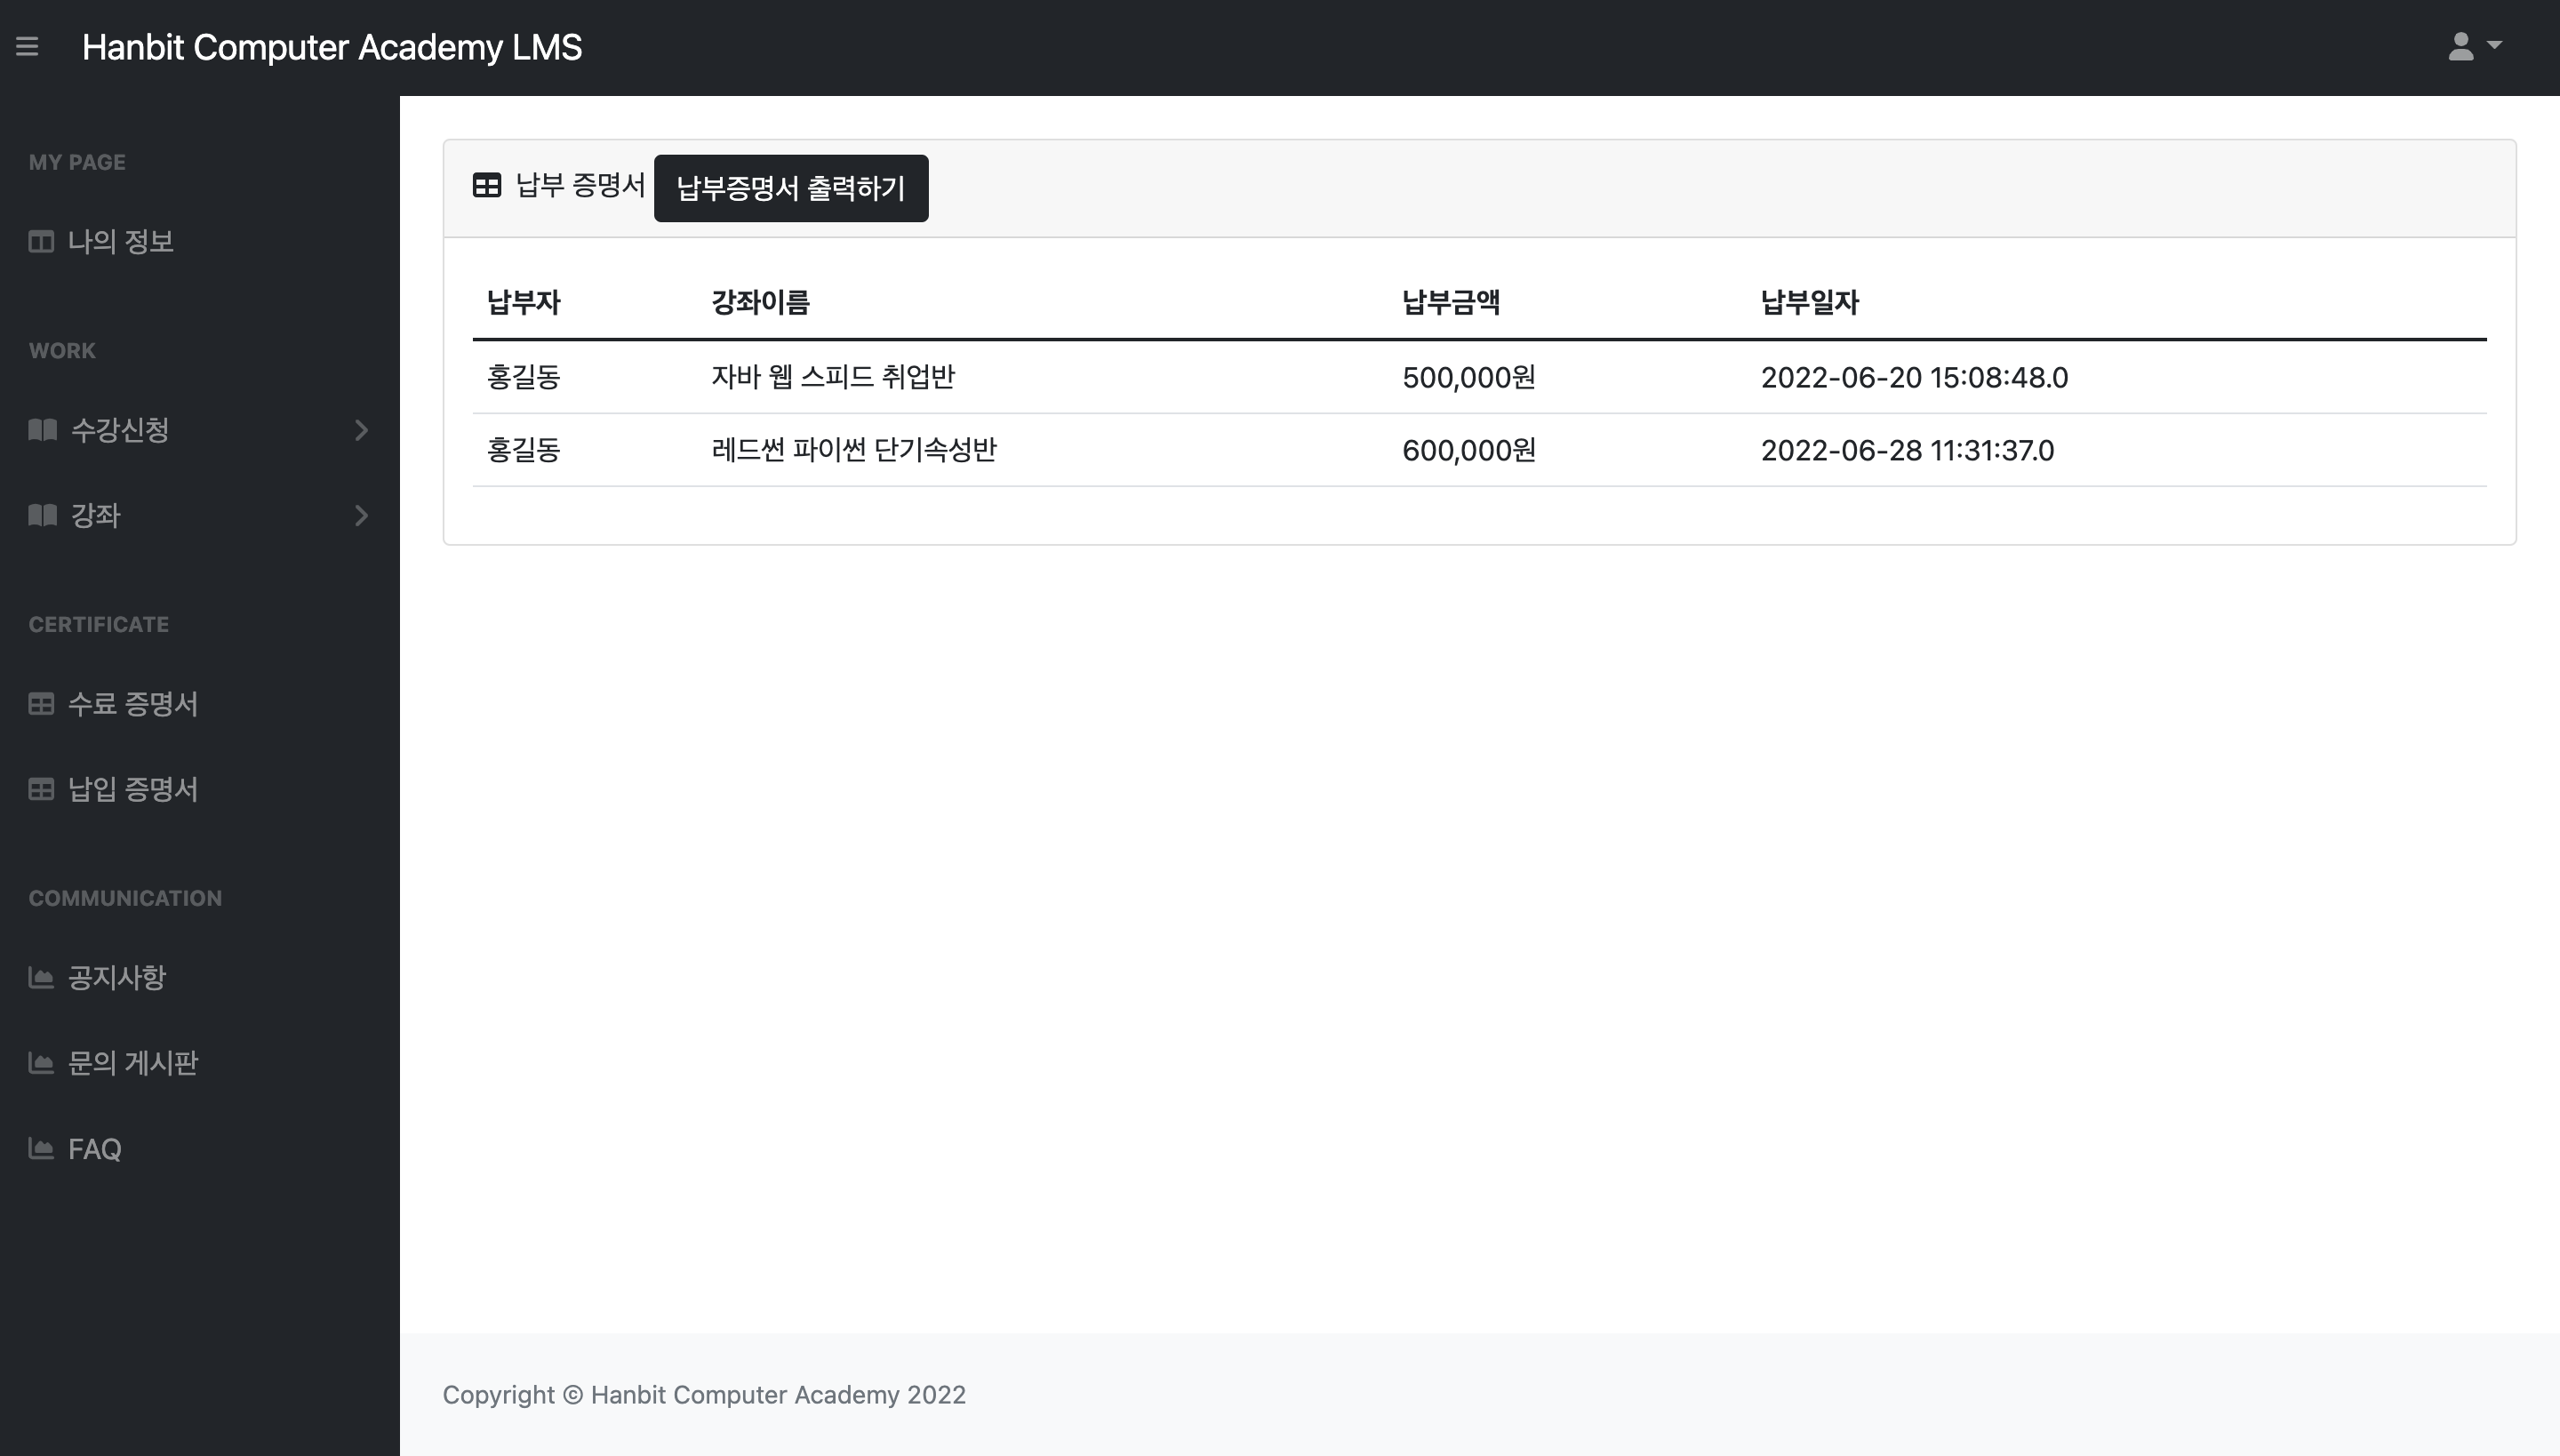 Hanbit Computer Academy LMS
MY PAGE
나의 정보
WORK
수강신청
강좌
CERTIFICATE
수료 증명서
납입 증명서
COMMUNICATION
공지사항
문의 게시판
FAQ
납부 증명서 납부증명서 출력하기
납부자 강좌이름 납부금액 납부일자
홍길동 자바 웹 스피드 취업반 500,000원 2022-06-20 15:08:48.0
홍길동 레드썬 파이썬 단기속성반 600,000원 2022-06-28 11:31:37.0
Copyright © Hanbit Computer Academy 2022